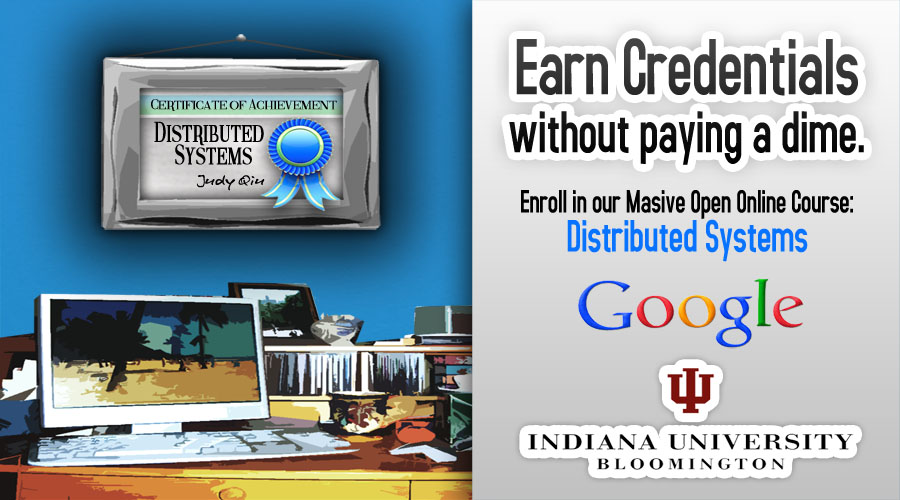 CERTIFICATE OF ACHIEVEMENT
DISTRIBUTED
SYSTEMS
Judy Qiu
Earn Credentials
without paying a dime.
Enroll in our Masive Open Online Course:
Distributed Systems
Google
INDIANA UNIVERSITY
BLOOMINGTON